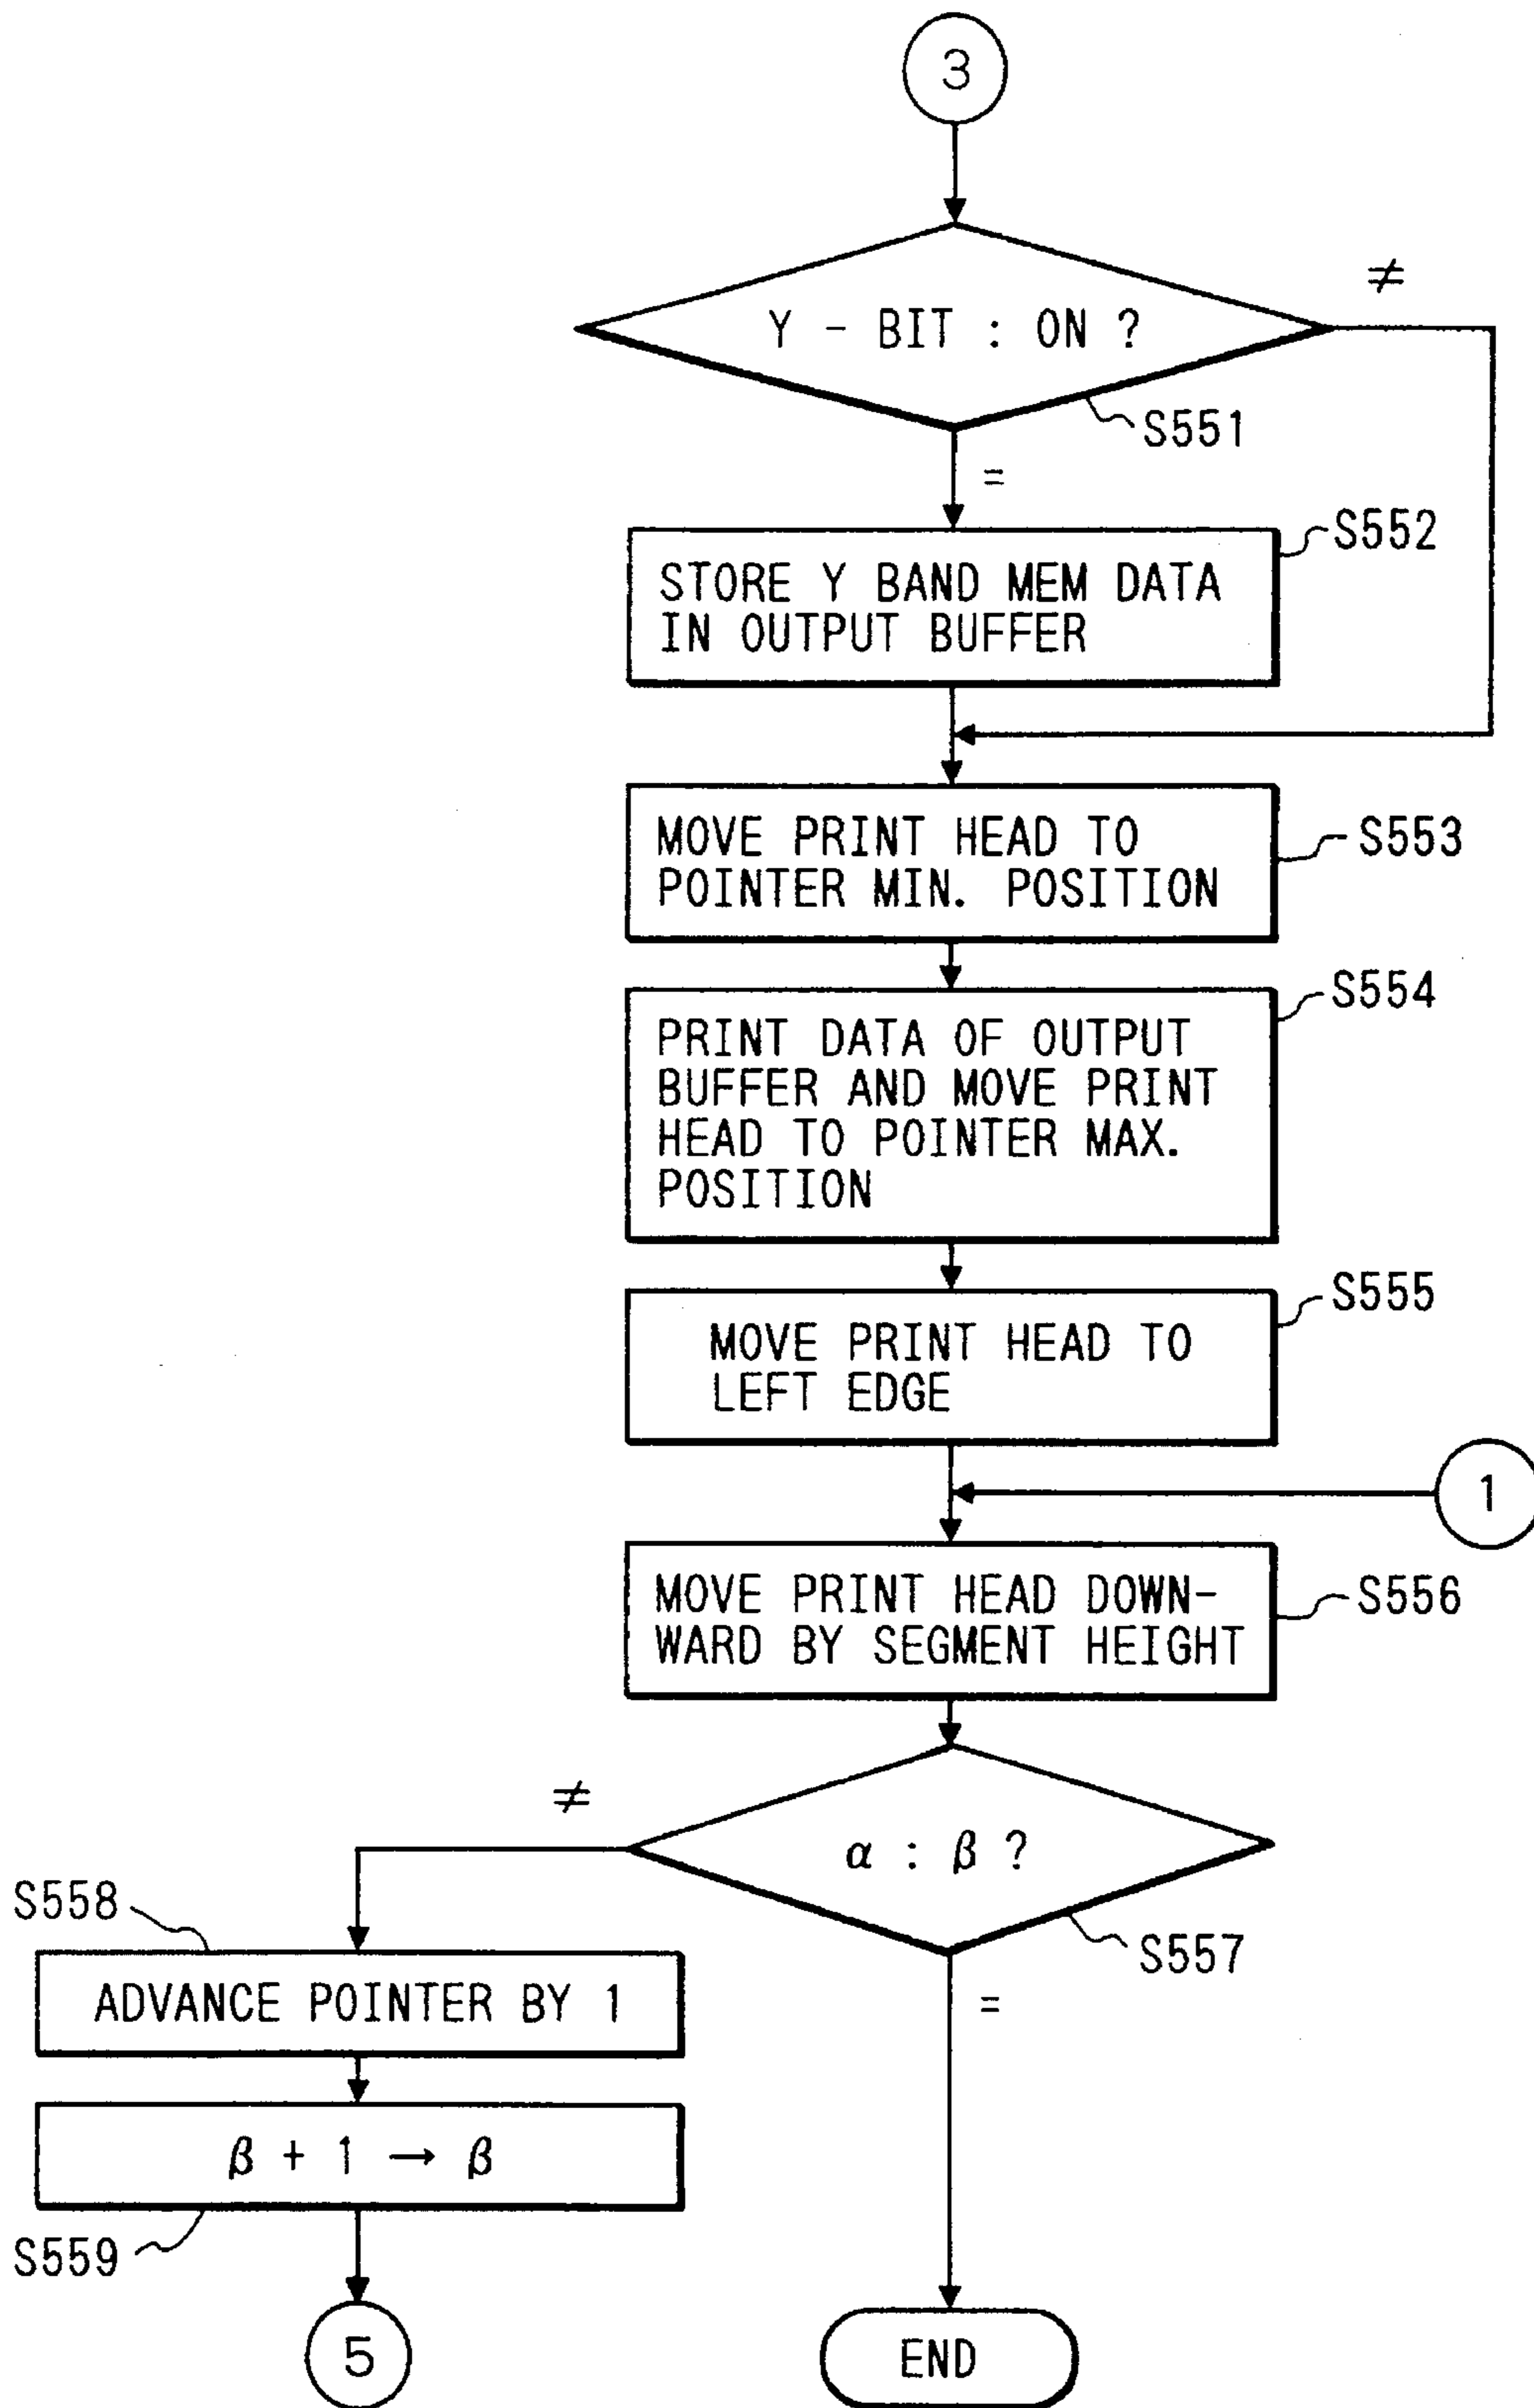 3
≠
Y - BIT : ON ?
S551
=
S552
STORE Y BAND MEM DATA
IN OUTPUT BUFFER
MOVE PRINT HEAD TO
POINTER MIN. POSITION
S553
S554
PRINT DATA OF OUTPUT
BUFFER AND MOVE PRINT
HEAD TO POINTER MAX.
POSITION
S555
MOVE PRINT HEAD TO
LEFT EDGE
1
MOVE PRINT HEAD DOWN-
WARD BY SEGMENT HEIGHT
S556
≠
α : β ?
S557
=
S558
ADVANCE POINTER BY 1
β + 1 → β
S559
5
END